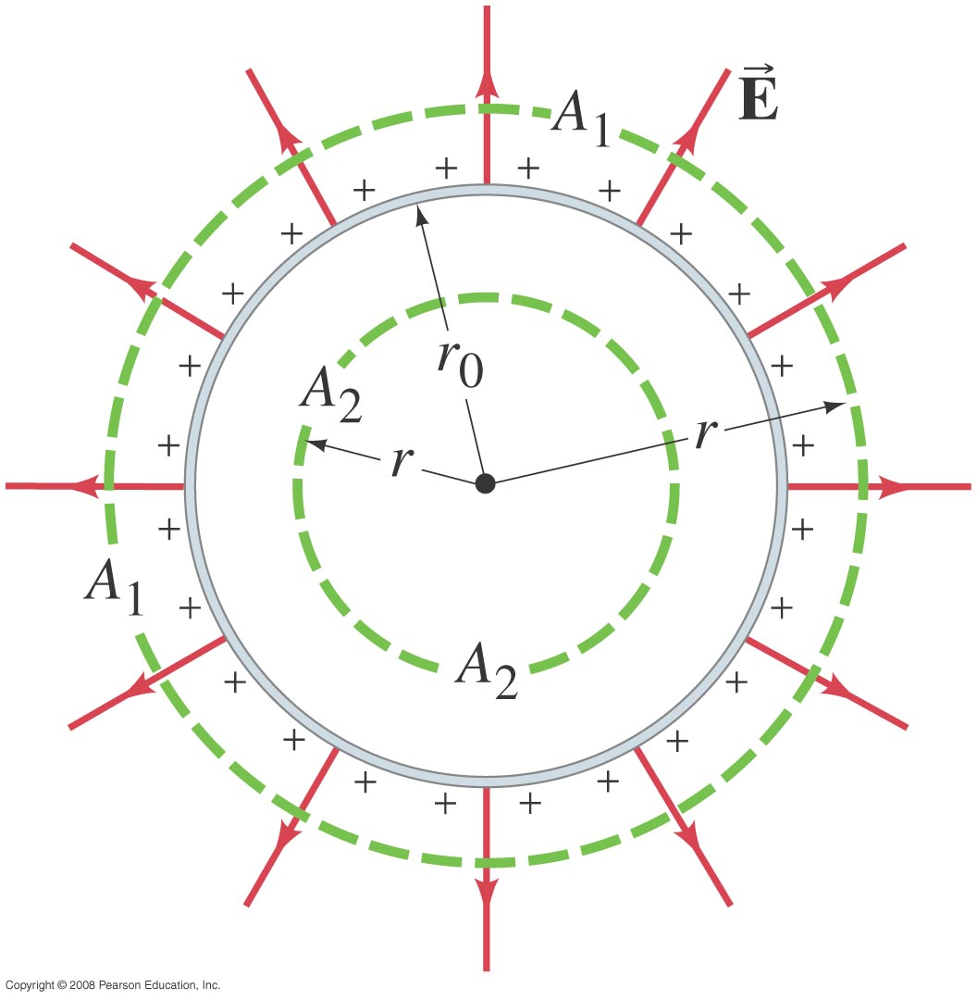 E
A1
+ + + +
+ +
+ +
r0
+ +
A2
r
r
+ +
+ +
A1
+ +
A2
+ +
+ +
+ + + +
Copyright © 2008 Pearson Education, Inc.